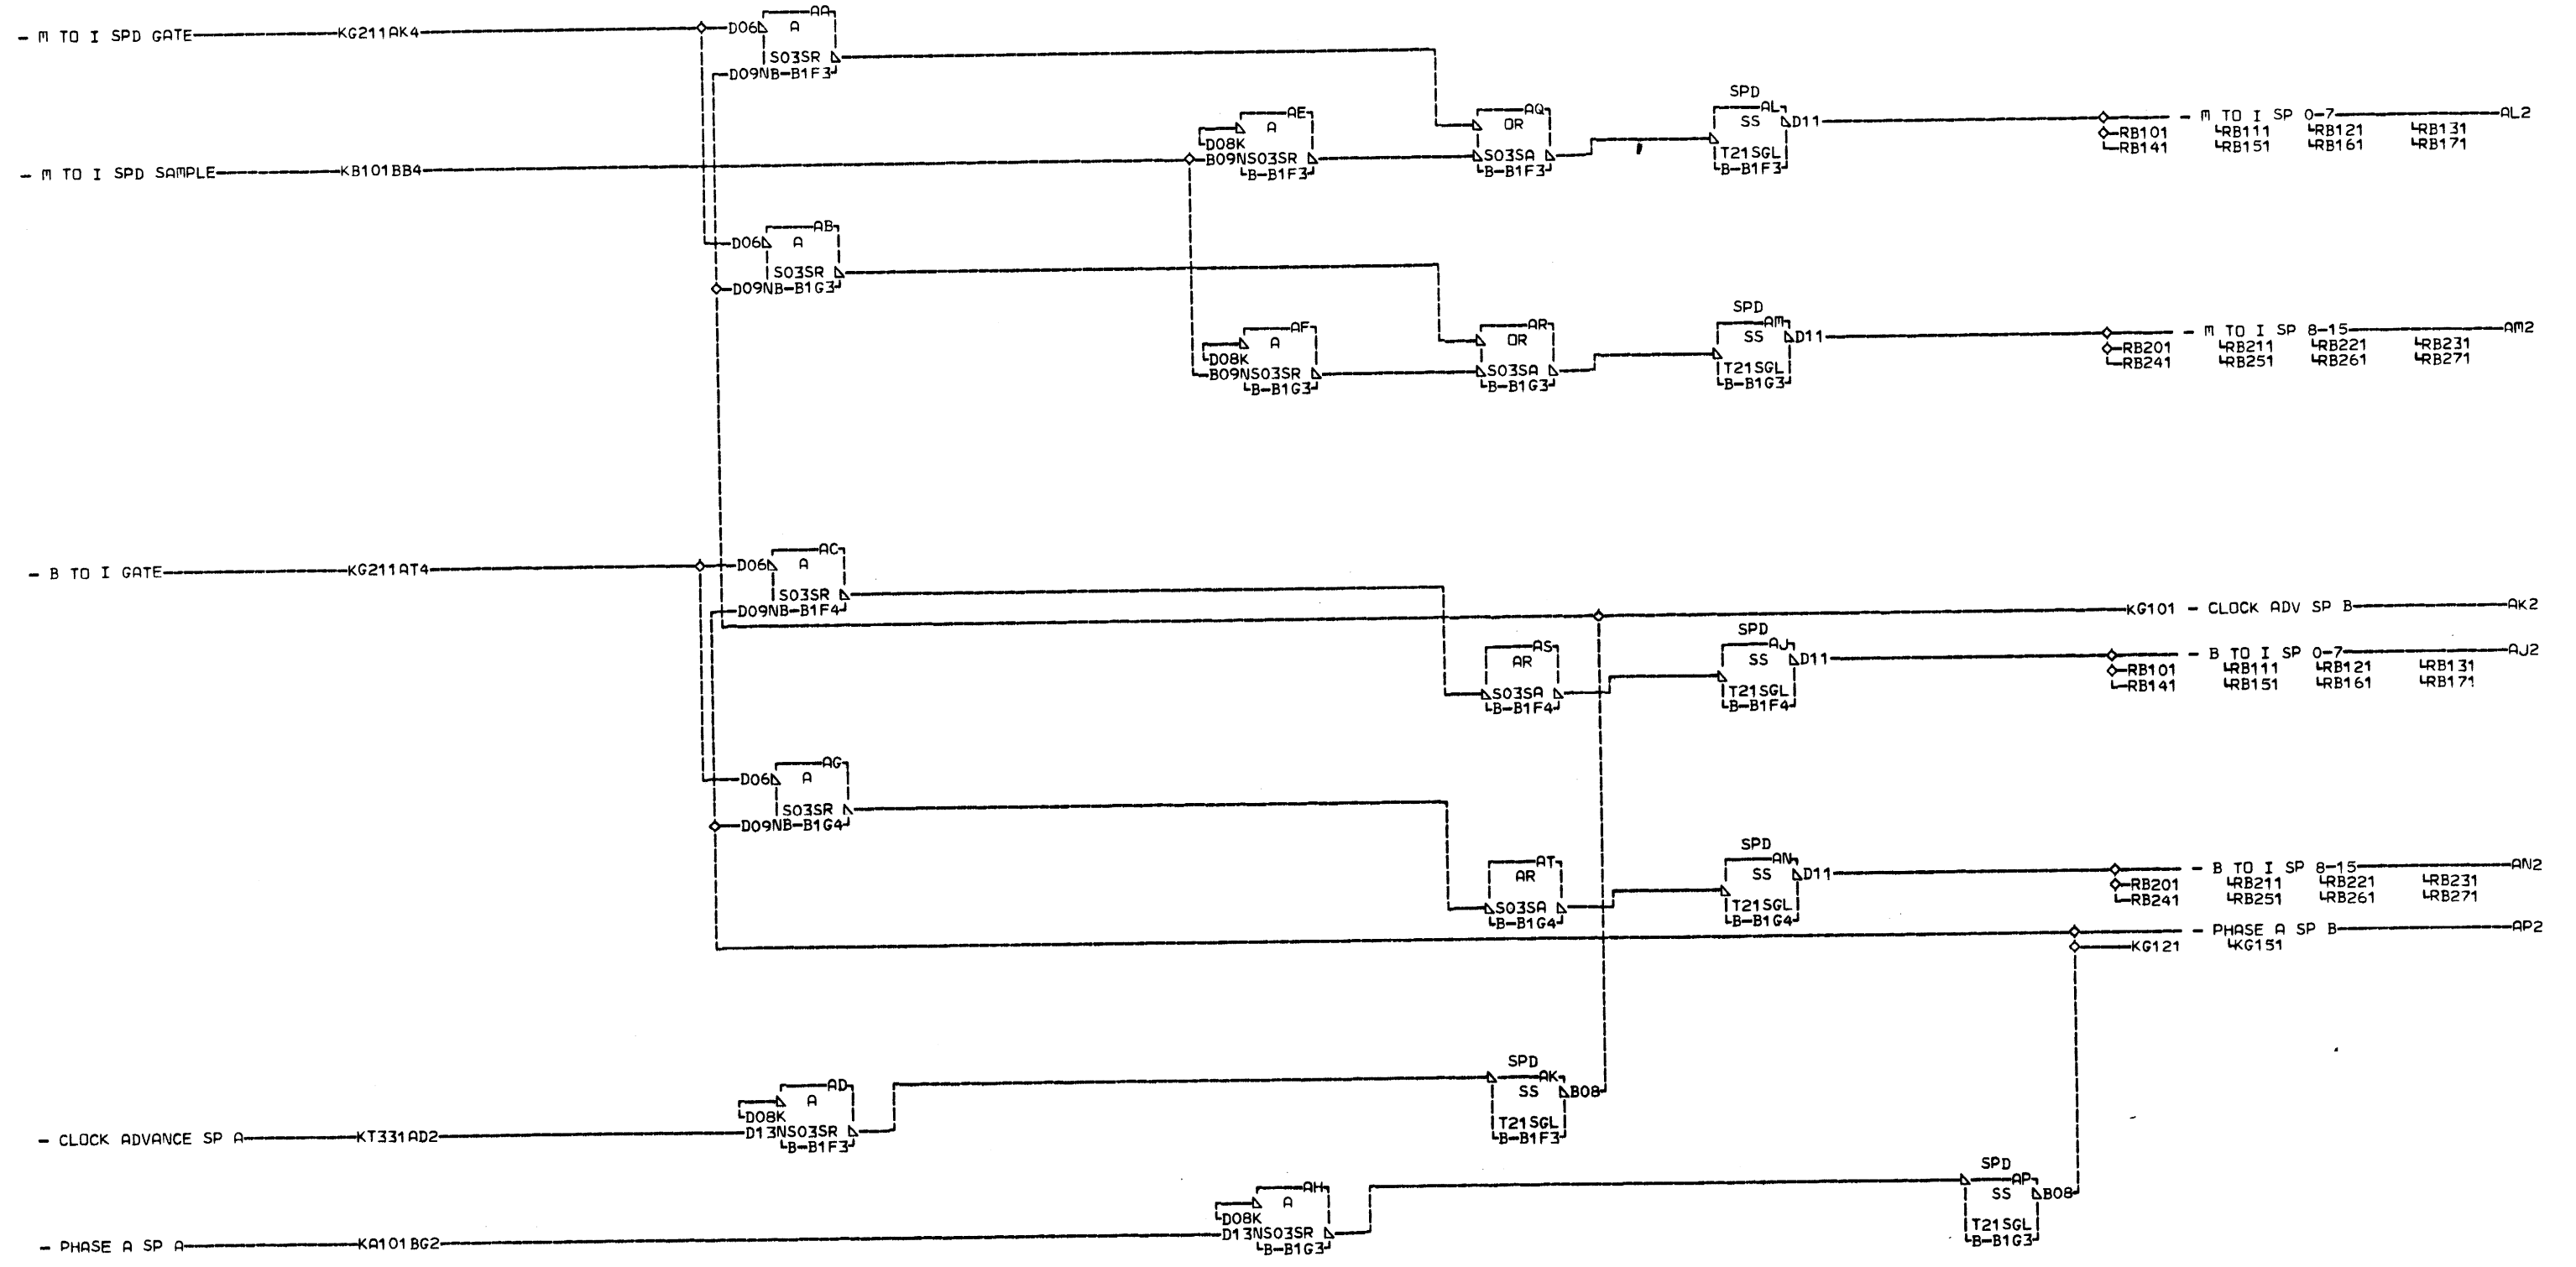 - M TO I SPD GATE KG211AK4
D06 AA
A
S03SR
D09NB-B1F3
- M TO I SPD SAMPLE KB101BB4
AE
A
D08K
B09NS03SR
B-B1F3
AQ
OR
S03SA
B-B1F3
SPD
AL
SS D11
T21SGL
B-B1F3
- M TO I SP 0-7 AL2
RB101 RB111 RB121 RB131
RB141 RB151 RB161 RB171
AB
D06 A
S03SR
D09NB-B1G3
AF
A
D08K
B09NS03SR
B-B1G3
AR
OR
S03SA
B-B1G3
SPD
AM
SS D11
T21SGL
B-B1G3
- M TO I SP 8-15 AM2
RB201 RB211 RB221 RB231
RB241 RB251 RB261 RB271
- B TO I GATE KG211AT4
AC
D06 A
S03SR
D09NB-B1F4
KG101 - CLOCK ADV SP B AK2
AS
AR
S03SA
B-B1F4
SPD
AJ
SS D11
T21SGL
B-B1F4
- B TO I SP 0-7 AJ2
RB101 RB111 RB121 RB131
RB141 RB151 RB161 RB171
AG
D06 A
S03SR
D09NB-B1G4
AT
AR
S03SA
B-B1G4
SPD
AN
SS D11
T21SGL
B-B1G4
- B TO I SP 8-15 AN2
RB201 RB211 RB221 RB231
RB241 RB251 RB261 RB271
- PHASE A SP B AP2
KG121 KG151
- CLOCK ADVANCE SP A KT331AD2
AD
A
D08K
D13NS03SR
B-B1F3
SPD
AK
SS B08
T21SGL
B-B1F3
- PHASE A SP A KA101BG2
AH
A
D08K
D13NS03SR
B-B1G3
SPD
AP
SS B08
T21SGL
B-B1G3